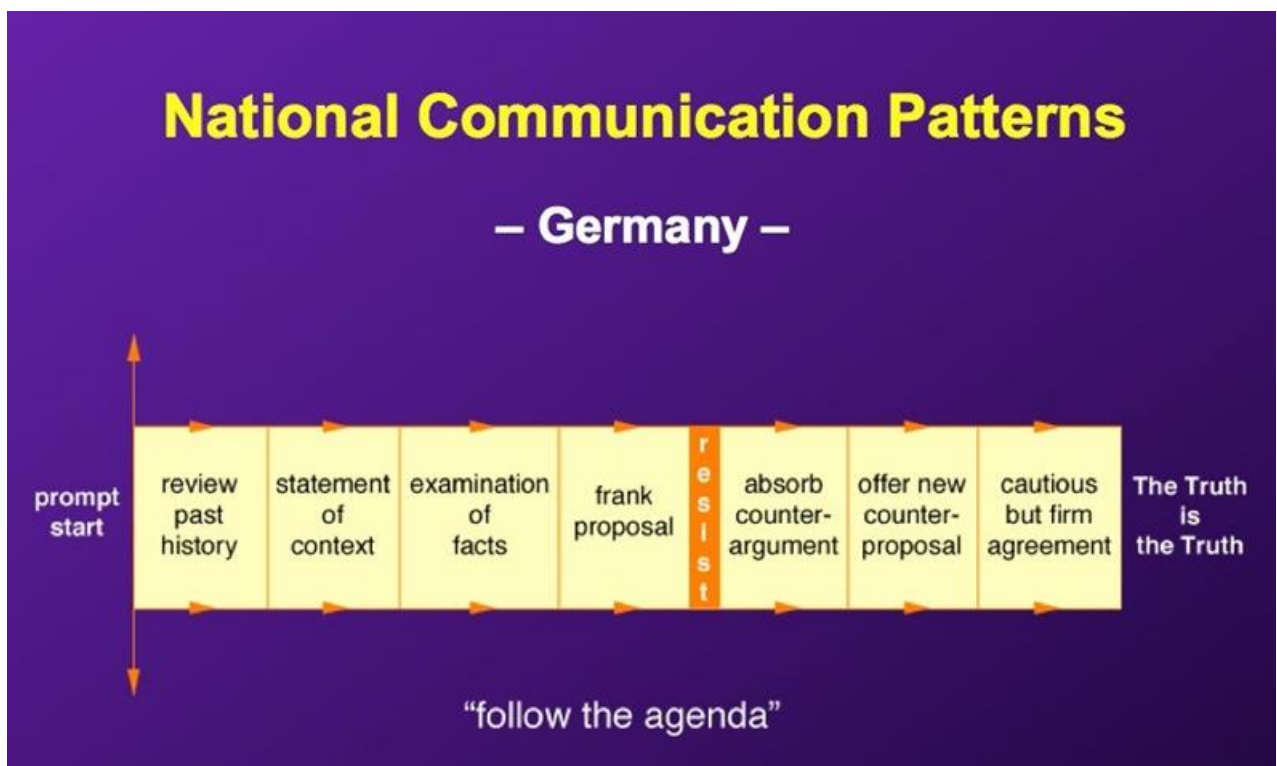 National Communication Patterns
– Germany –
prompt
start
review
past
history
statement
of
context
examination
of
facts
frank
proposal
resist
absorb
counter-
argument
offer new
counter-
proposal
cautious
but firm
agreement
The Truth
is
the Truth
“follow the agenda”